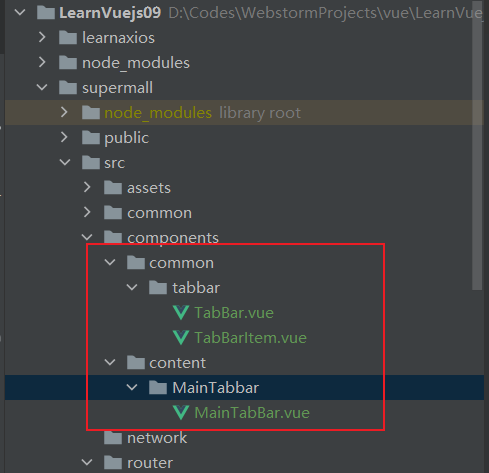 LearnVuejs09 D:\Codes\WebstormProjects\vue\LearnVue_
learnaxios
node_modules
supermall
node_modules library root
public
src
assets
common
components
common
tabbar
TabBar.vue
TabBarItem.vue
content
MainTabbar
MainTabBar.vue
network
router